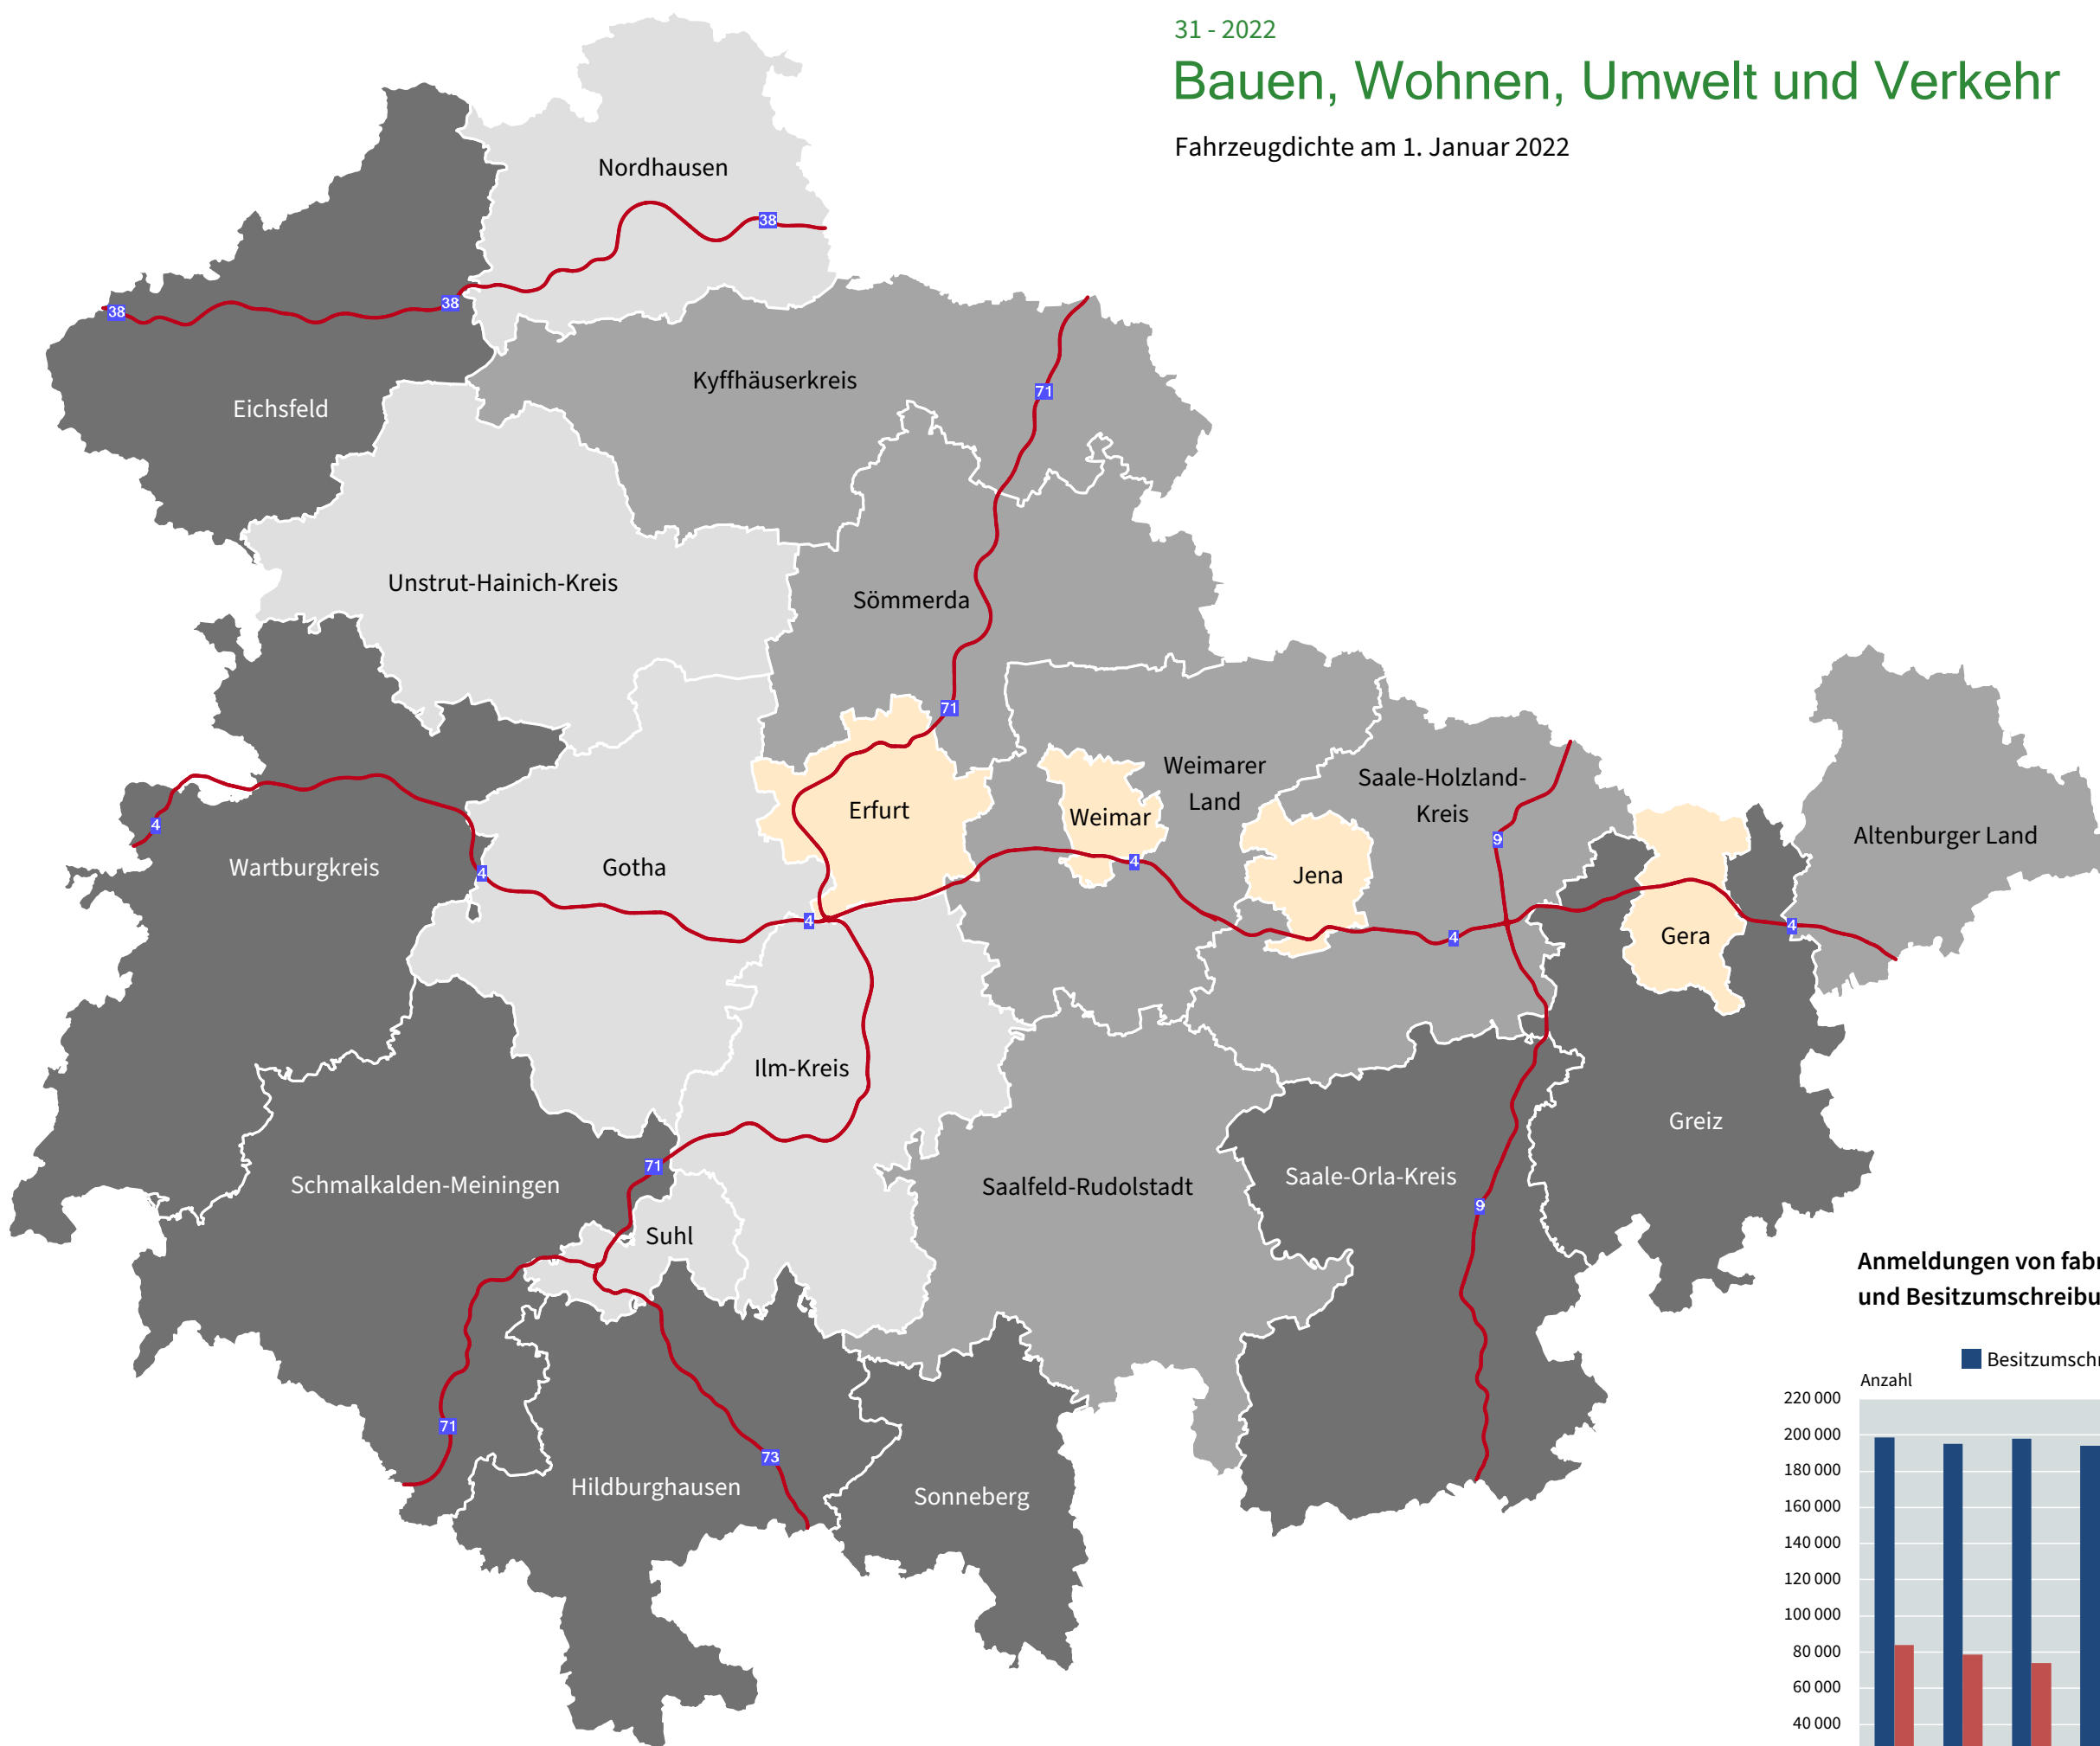 31 - 2022
Bauen, Wohnen, Umwelt und Verkehr
Fahrzeugdichte am 1. Januar 2022
Nordhausen
38
38
38
Kyffhäuserkreis
71
Eichsfeld
Unstrut-Hainich-Kreis
Sömmerda
71
Weimarer
Land
Saale-Holzland-
Kreis
Erfurt
Weimar
4
9
Altenburger Land
Wartburgkreis
Gotha
4
4
Jena
4
4
4
Gera
Ilm-Kreis
Greiz
71
Schmalkalden-Meiningen
Saalfeld-Rudolstadt
Saale-Orla-Kreis
9
Suhl
71
73
Hildburghausen
Sonneberg
Anmeldungen von
und
Anzahl
220 000
200 000
180 000
160 000
140 000
120 000
100 000
80 000
60 000
40 000